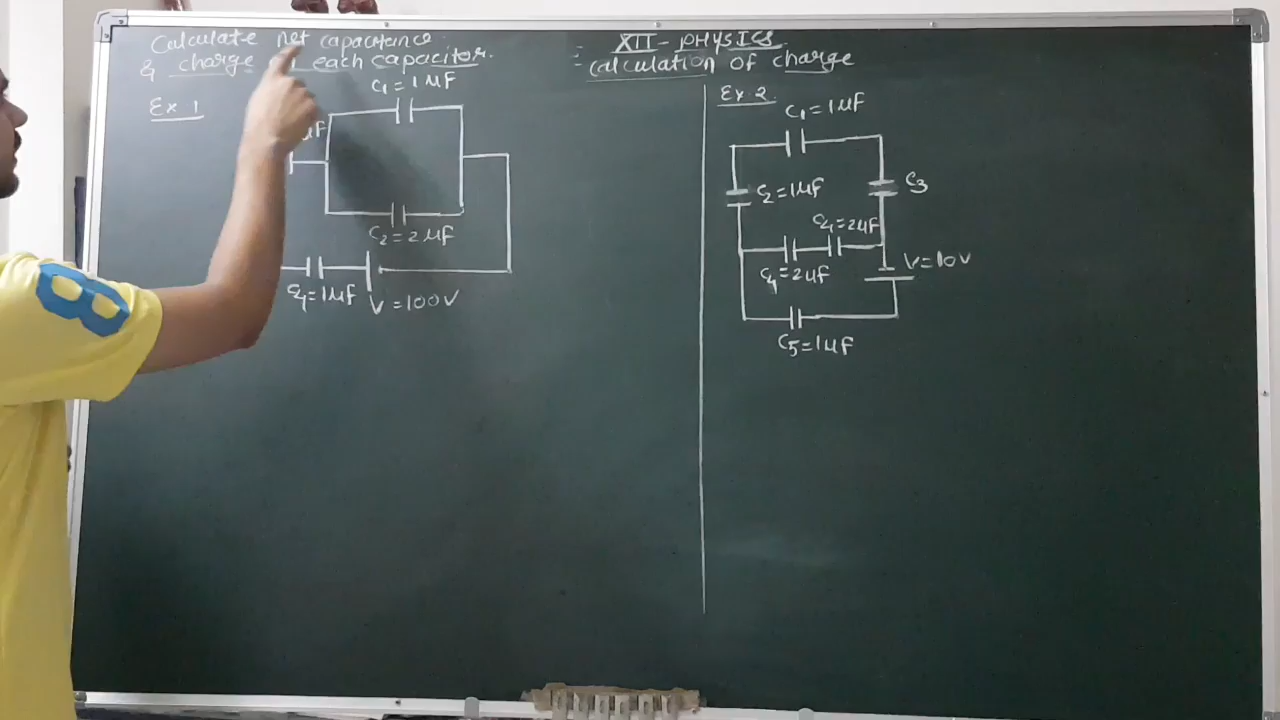 Calculate net capacitance
& charge each capacitor.
XII - PHYSICS
calculation of charge
Ex 1
C₁ = 1 μF
μF
C₂ = 2 μF
C₄ = 1 μF
V = 100V
Ex 2
C₁ = 1 μF
C₂ = 1 μF
C₃
C₄ = 2 μF
C₄ = 2 μF
V = 10V
C₅ = 1 μF
8